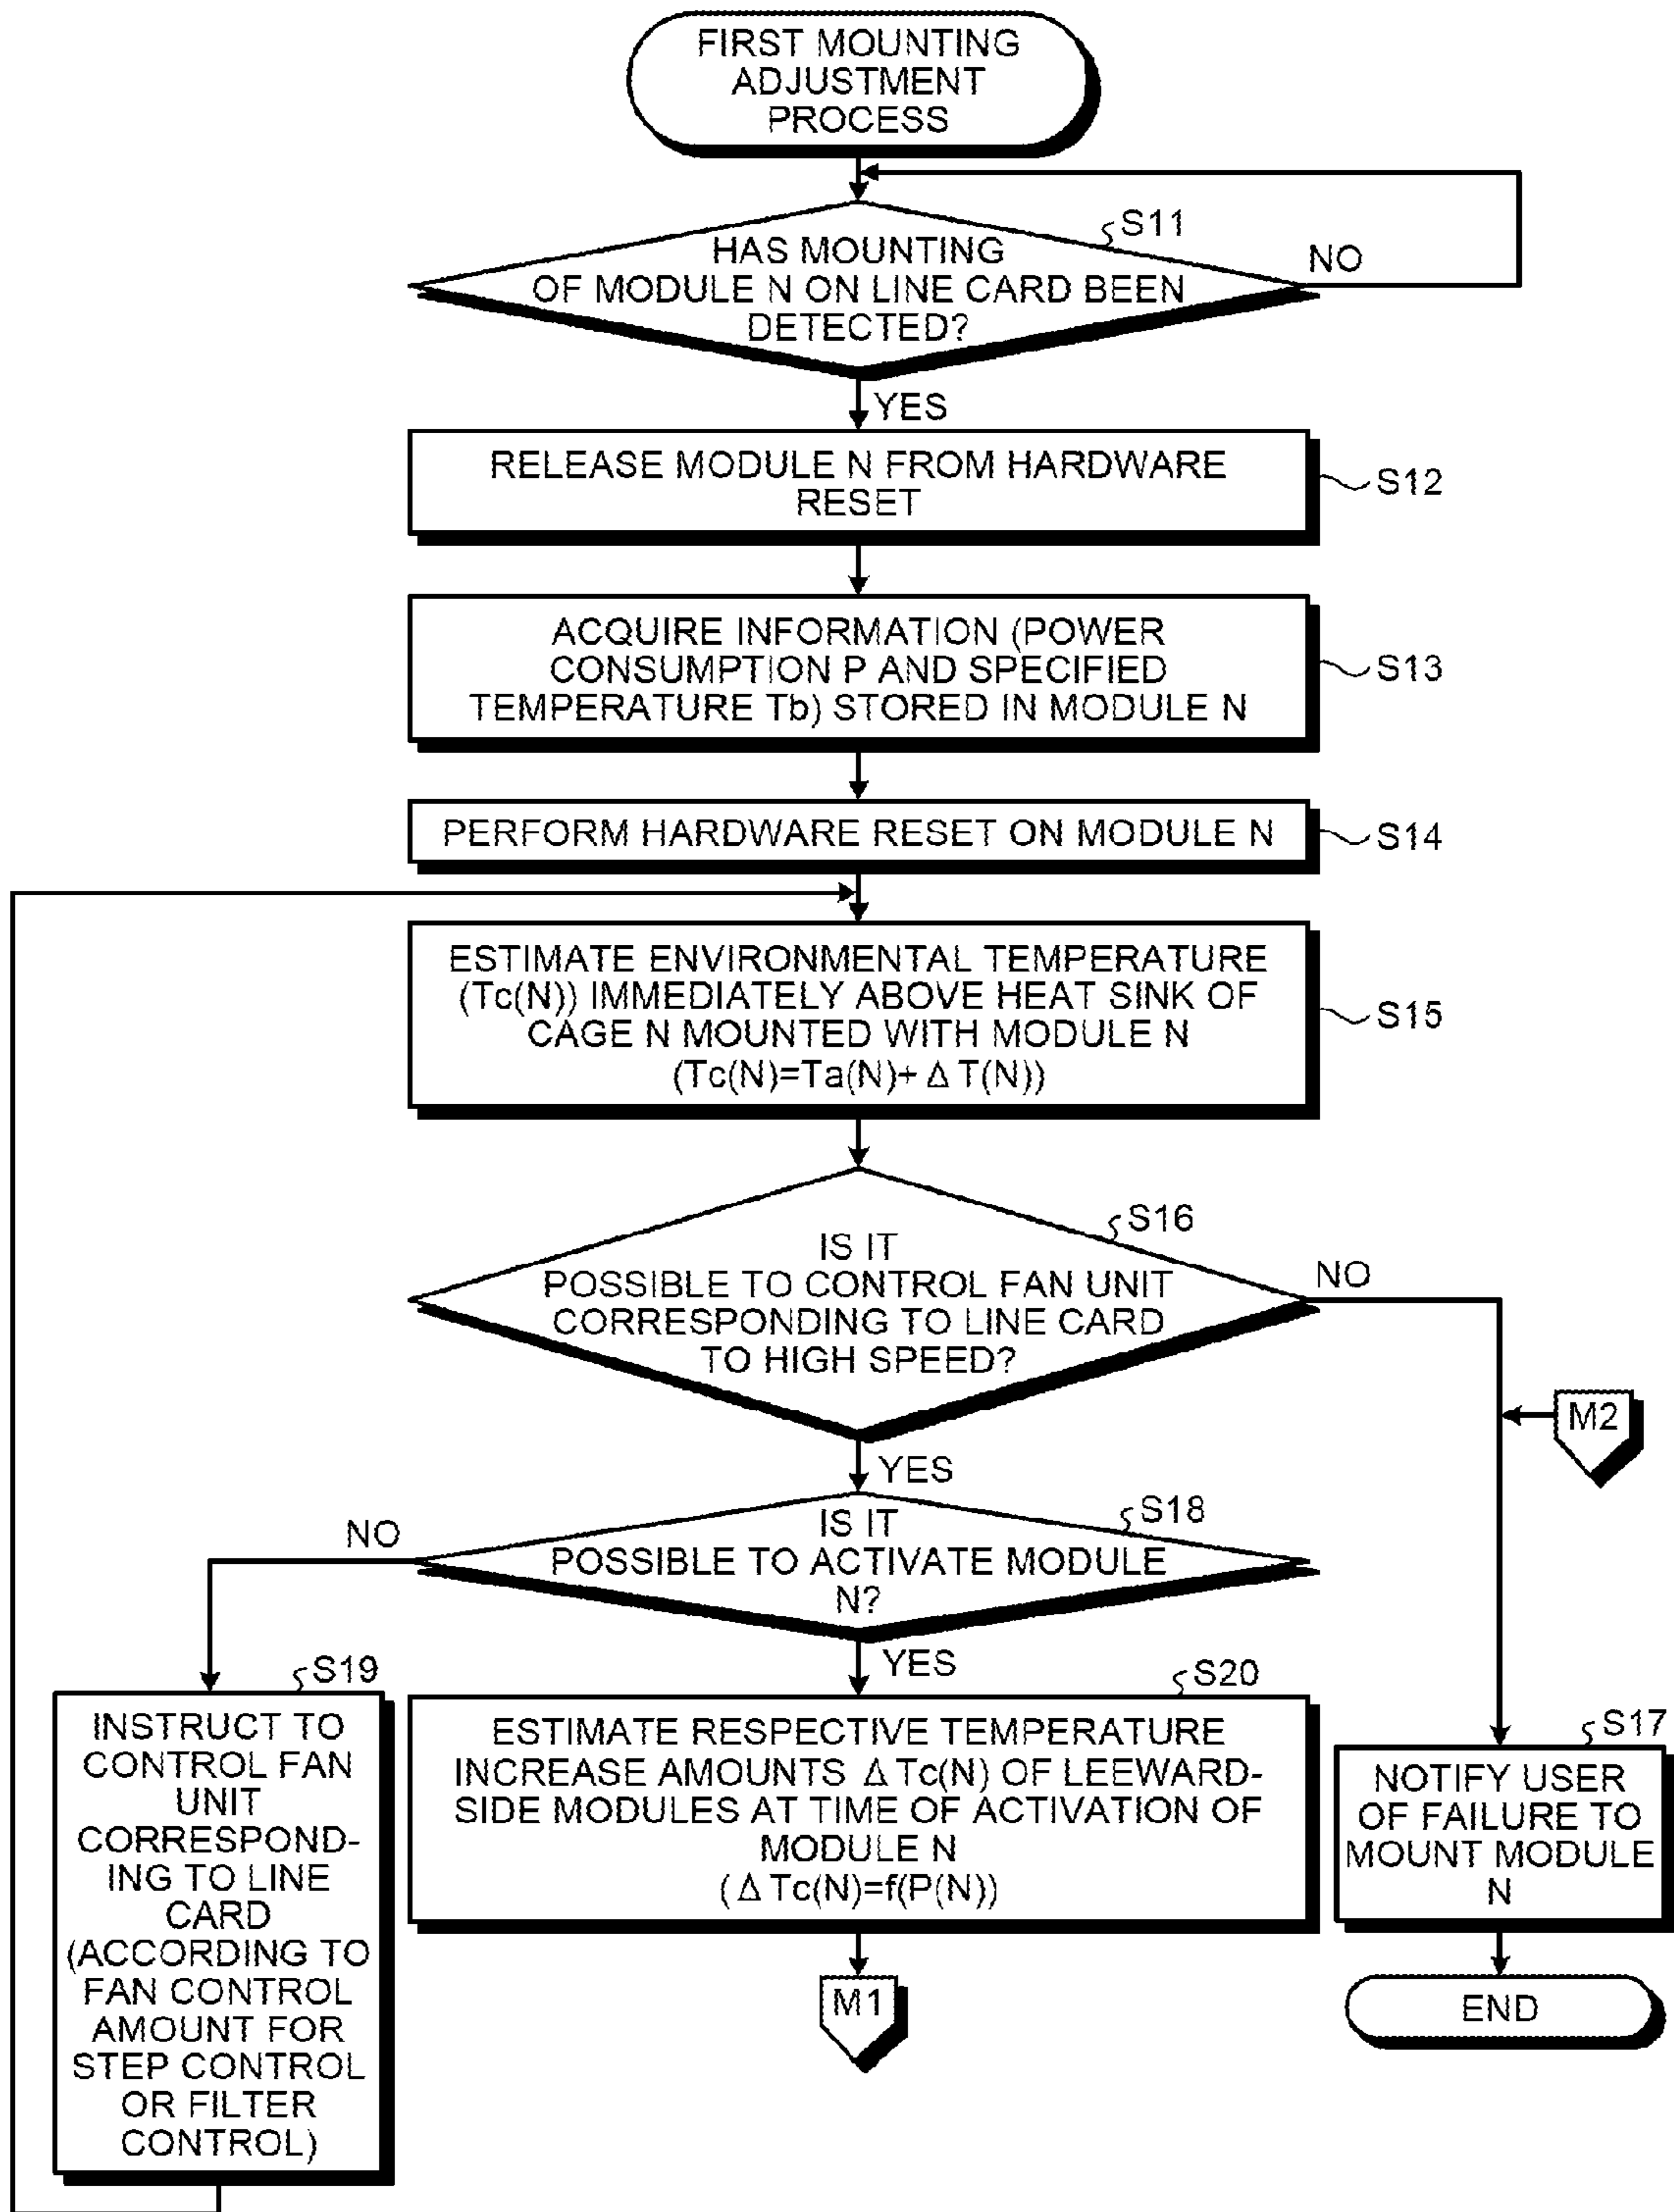 FIRST MOUNTING
ADJUSTMENT
PROCESS
S11
HAS MOUNTING
OF MODULE N ON LINE CARD BEEN
DETECTED?
NO
YES
RELEASE MODULE N FROM HARDWARE
RESET
S12
ACQUIRE INFORMATION (POWER
CONSUMPTION P AND SPECIFIED
TEMPERATURE Tb) STORED IN MODULE N
S13
PERFORM HARDWARE RESET ON MODULE N
S14
ESTIMATE ENVIRONMENTAL TEMPERATURE
(Tc(N)) IMMEDIATELY ABOVE HEAT SINK OF
CAGE N MOUNTED WITH MODULE N
(Tc(N)=Ta(N)+ Δ T(N))
S15
S16
IS IT
POSSIBLE TO CONTROL FAN UNIT
CORRESPONDING TO LINE CARD
TO HIGH SPEED?
NO
M2
YES
S18
IS IT
POSSIBLE TO ACTIVATE MODULE
N?
NO
YES
S19
INSTRUCT TO
CONTROL FAN
UNIT
CORRESPOND-
ING TO LINE
CARD
(ACCORDING TO
FAN CONTROL
AMOUNT FOR
STEP CONTROL
OR FILTER
CONTROL)
S20
ESTIMATE RESPECTIVE TEMPERATURE
INCREASE AMOUNTS Δ Tc(N) OF LEEWARD-
SIDE MODULES AT TIME OF ACTIVATION OF
MODULE N
( Δ Tc(N)=f(P(N))
M1
S17
NOTIFY USER
OF FAILURE TO
MOUNT MODULE
N
END